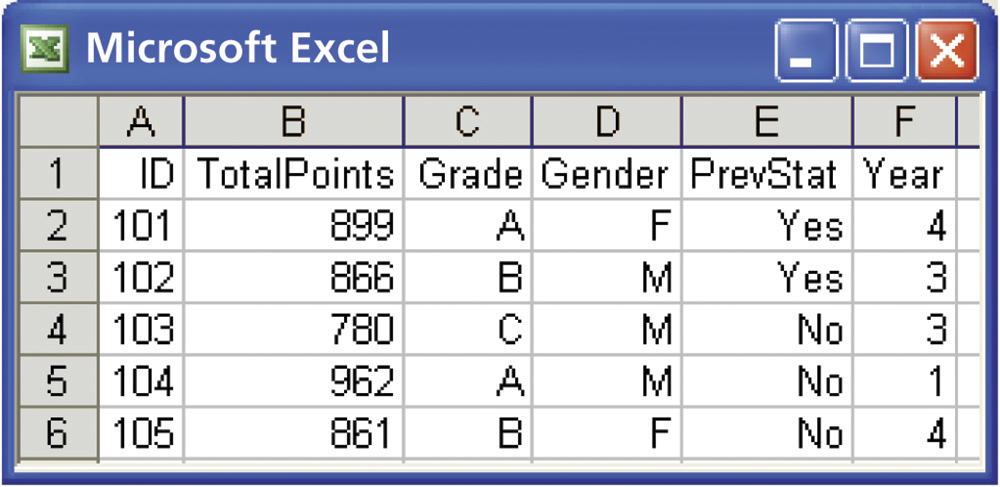 Microsoft Excel
A B C D E F
1 ID TotalPoints Grade Gender PrevStat Year
2 101 899 A F Yes 4
3 102 866 B M Yes 3
4 103 780 C M No 3
5 104 962 A M No 1
6 105 861 B F No 4